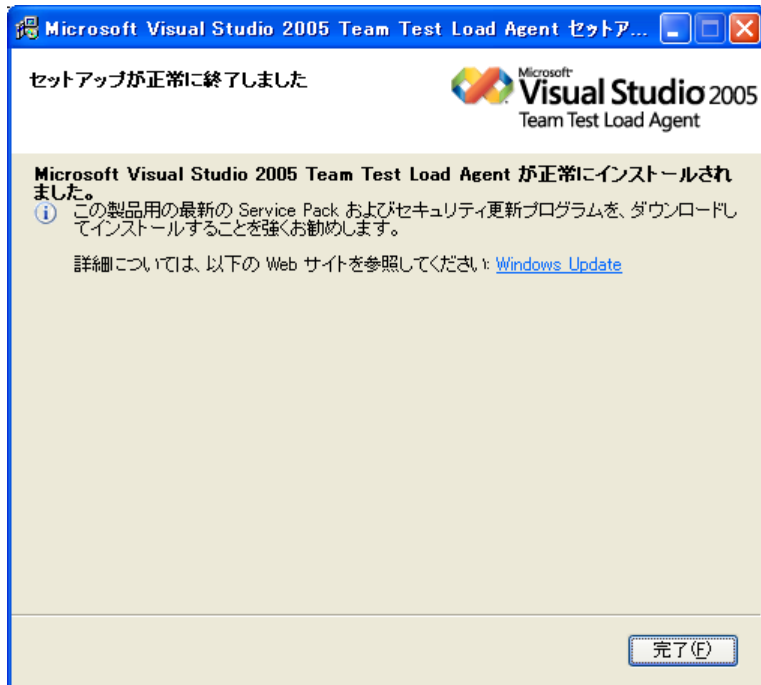 Microsoft Visual Studio 2005 Team Test Load Agent セットア...
セットアップが正常に終了しました
Microsoft
Visual Studio 2005
Team Test Load Agent
Microsoft Visual Studio 2005 Team Test Load Agent が正常にインストールされ
ました。
この製品用の最新の Service Pack およびセキュリティ更新プログラムを、ダウンロードし
てインストールすることを強くお勧めします。
詳細については、以下の Web サイトを参照してください: Windows Update
完了(F)